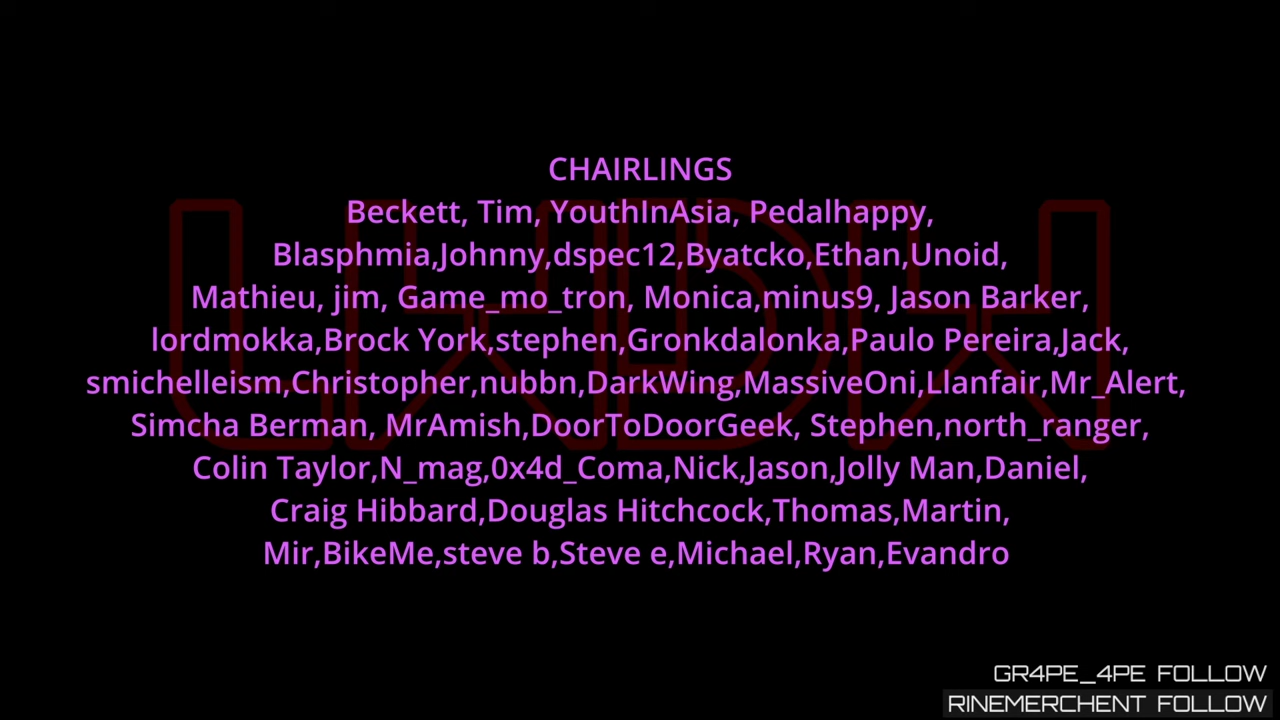 CHAIRLINGS
Beckett, Tim, YouthInAsia, Pedalhappy,
Blasphmia,Johnny,dspec12,Byatcko,Ethan,Unoid,
Mathieu, jim, Game_mo_tron, Monica,minus9, Jason Barker,
lordmokka,Brock York,stephen,Gronkdalonka,Paulo Pereira,Jack,
smichelleism,Christopher,nubbn,DarkWing,MassiveOni,Llanfair,Mr_Alert,
Simcha Berman, MrAmish,DoorToDoorGeek, Stephen,north_ranger,
Colin Taylor,N_mag,0x4d_Coma,Nick,Jason,Jolly Man,Daniel,
Craig Hibbard,Douglas Hitchcock,Thomas,Martin,
Mir,BikeMe,steve b,Steve e,Michael,Ryan,Evandro
GR4PE_4PE FOLLOW
RINEMERCHENT FOLLOW